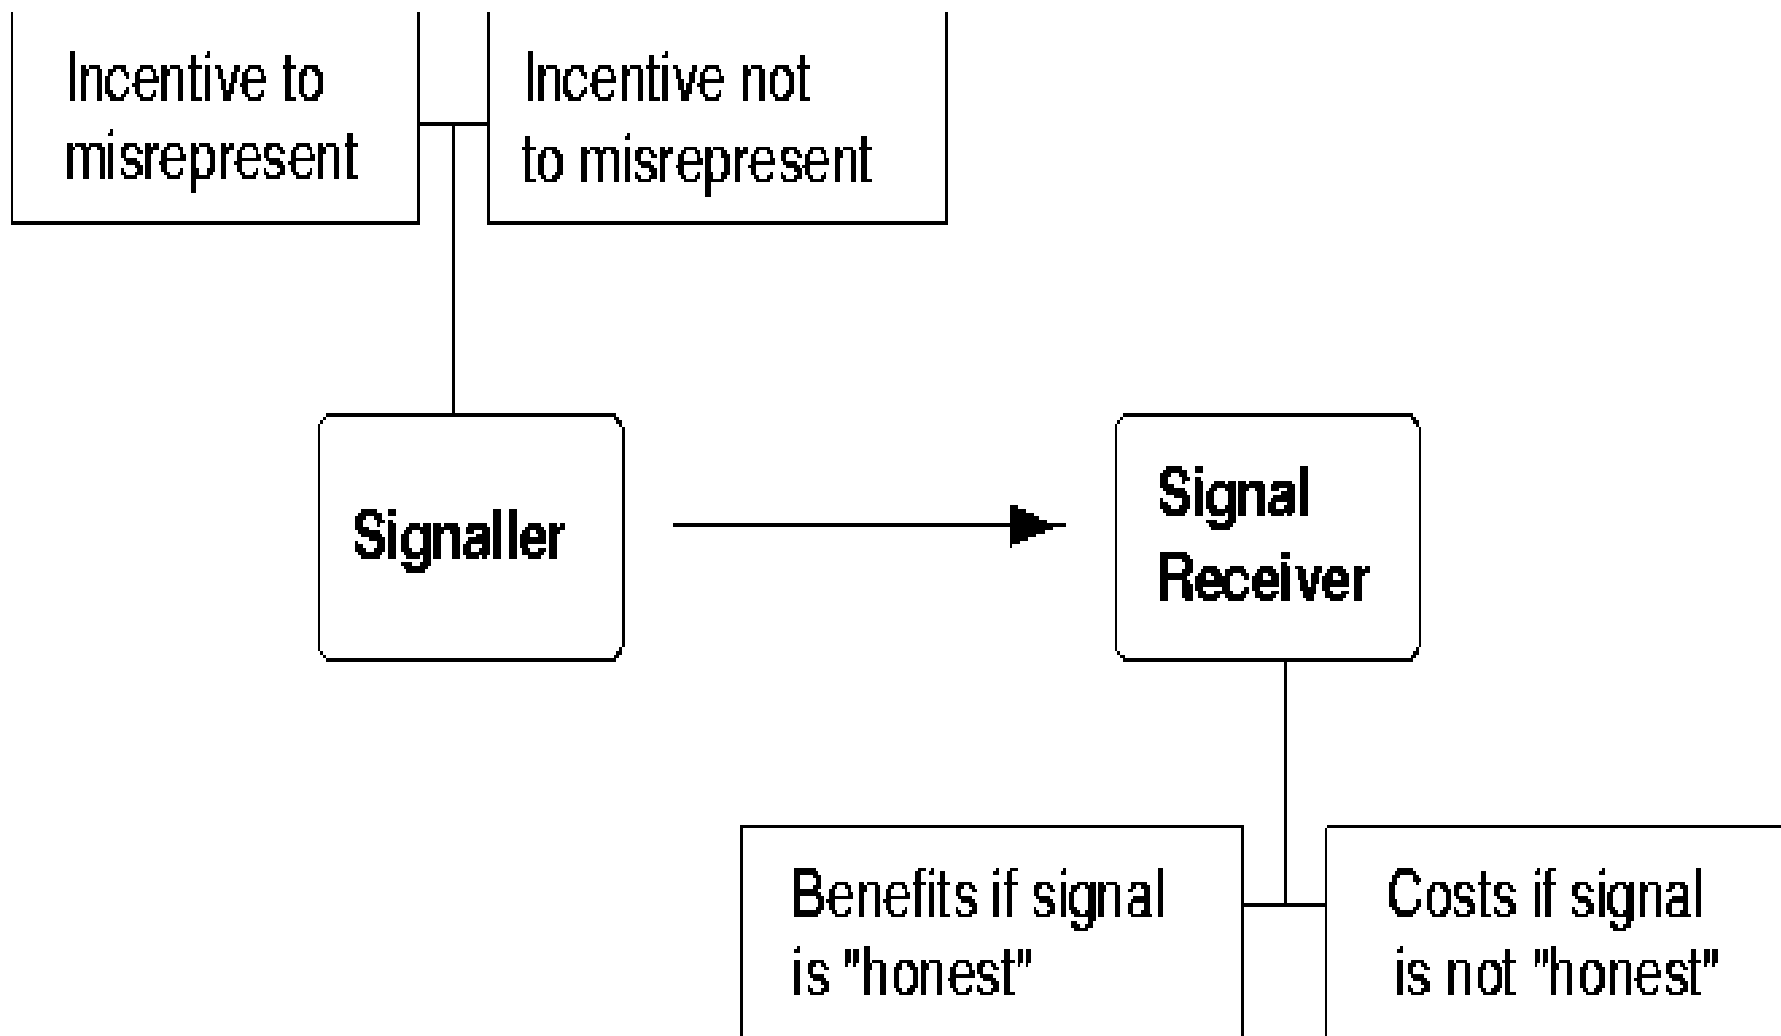 Incentive to
misrepresent
Incentive not
to misrepresent
Signaller
Signal
Receiver
Benefits if signal
is "honest"
Costs if signal
is not "honest"